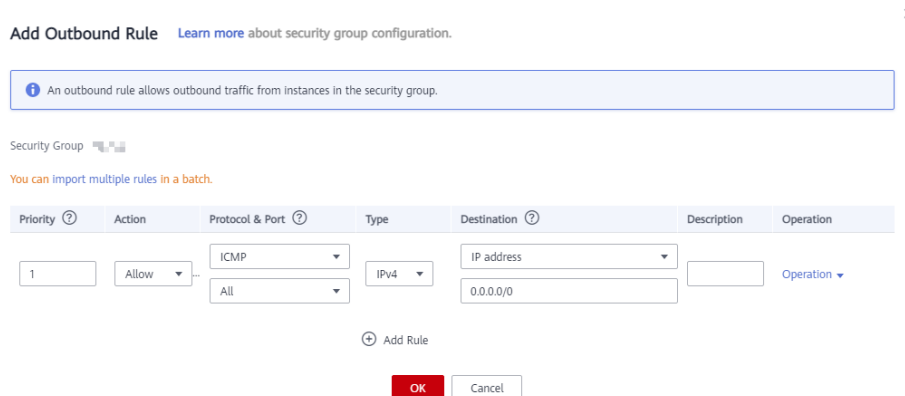 Add Outbound Rule Learn more about security group configuration.
An outbound rule allows outbound traffic from instances in the security group.
Security Group
You can import multiple rules in a batch.
Priority Action Protocol & Port Type Destination Description Operation
1 Allow ... ICMP IPv4 IP address Operation
All 0.0.0.0/0
Add Rule
OK Cancel